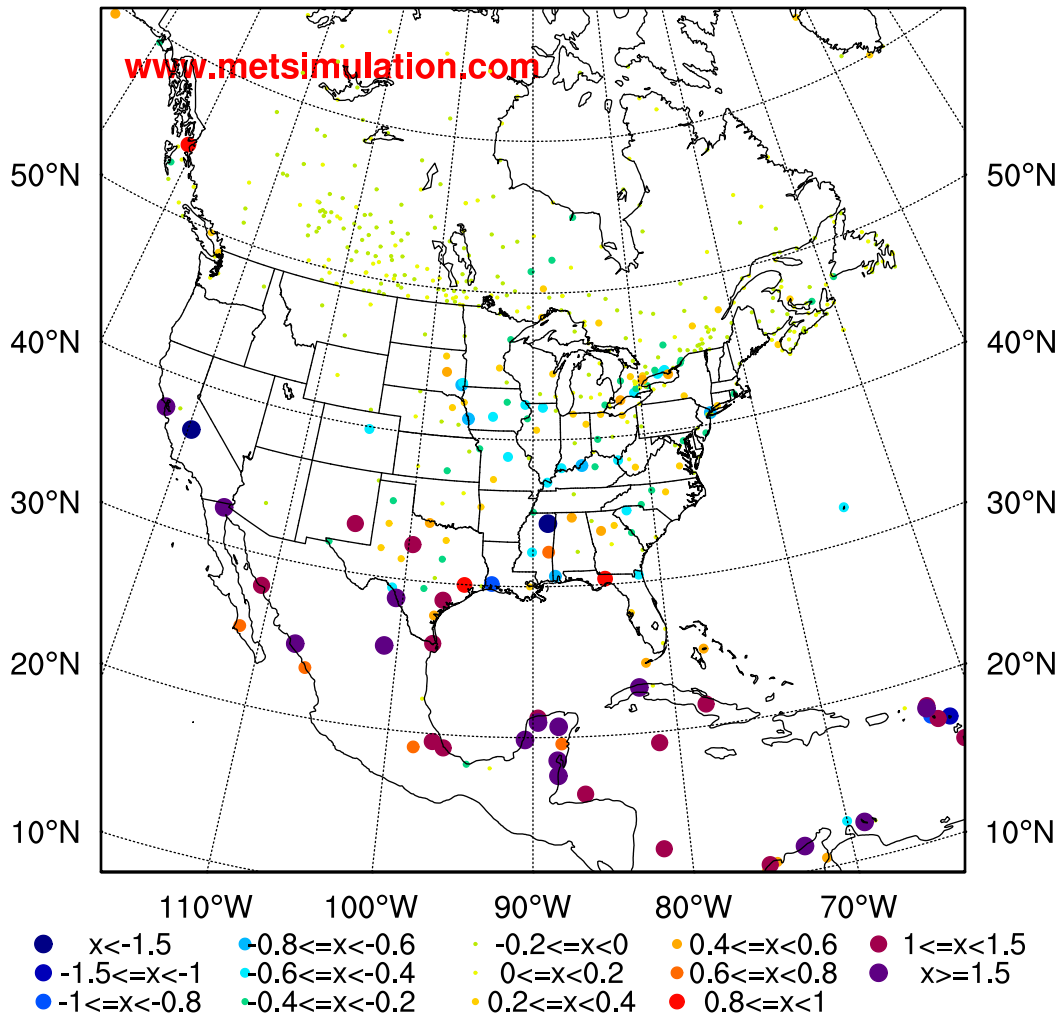 www.metsimulation.com
50°N 50°N
40°N 40°N
30°N 30°N
20°N 20°N
10°N 10°N
110°W 100°W 90°W 80°W 70°W
x<-1.5 -0.8<=x<-0.6 -0.2<=x<0 0.4<=x<0.6 1<=x<1.5
-1.5<=x<-1 -0.6<=x<-0.4 0<=x<0.2 0.6<=x<0.8 x>=1.5
-1<=x<-0.8 -0.4<=x<-0.2 0.2<=x<0.4 0.8<=x<1